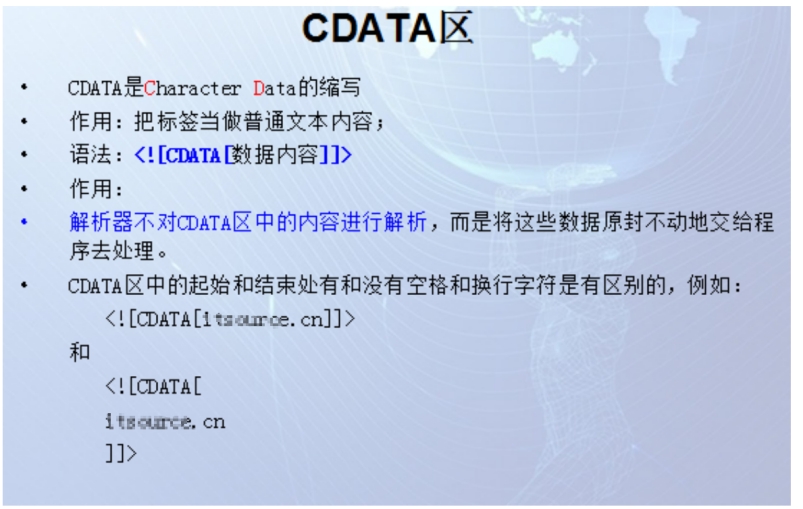 CDATA区
• CDATA是Character Data的缩写
• 作用：把标签当做普通文本内容；
• 语法：<![CDATA[数据内容]]>
• 作用：
• 解析器不对CDATA区中的内容进行解析，而是将这些数据原封不动地交给程
序去处理。
• CDATA区中的起始和结束处有和没有空格和换行字符是有区别的，例如：
<![CDATA[itsource.cn]]>
和
<![CDATA[
itsource.cn
]]>